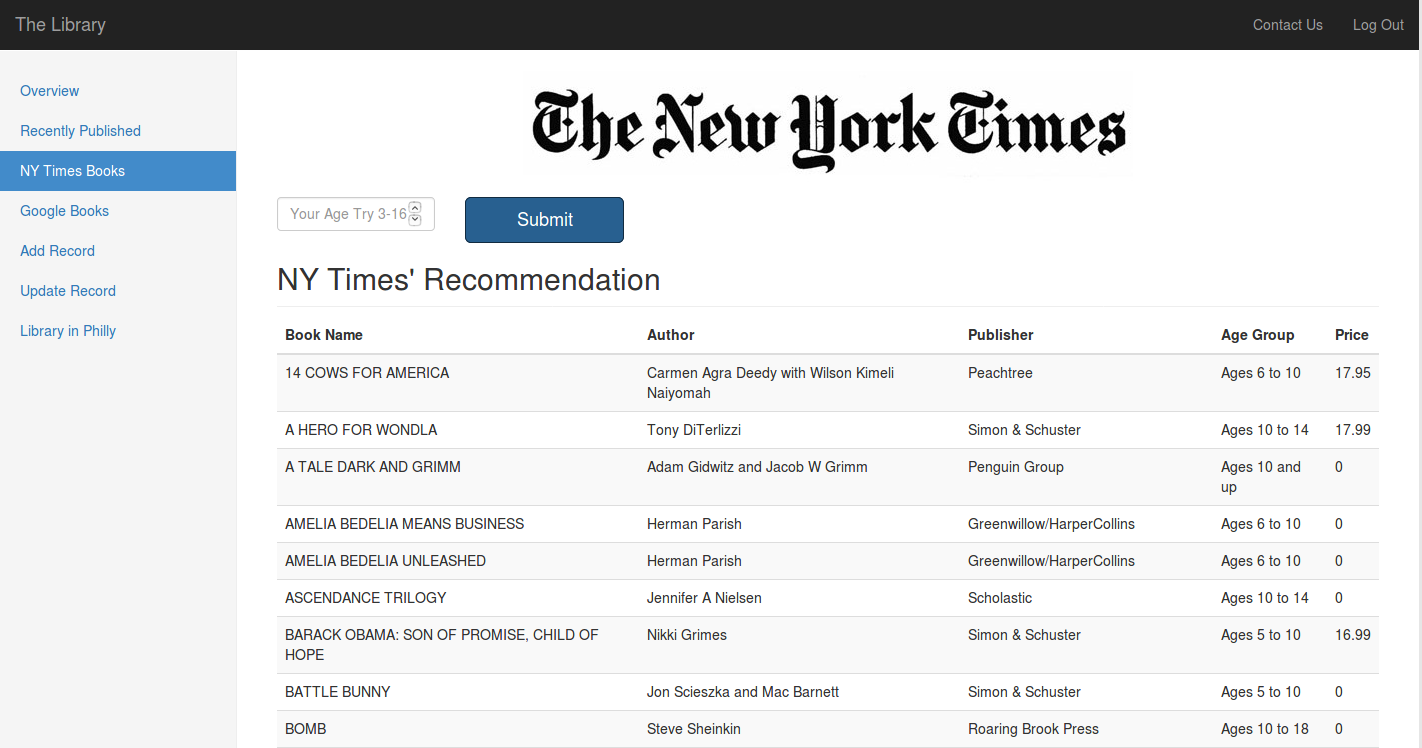 The Library
Contact Us
Log Out
Overview
Recently Published
NY Times Books
Google Books
Add Record
Update Record
Library in Philly
The New York Times
Your Age Try 3-16
Submit
NY Times' Recommendation
Book Name Author Publisher Age Group Price
14 COWS FOR AMERICA Carmen Agra Deedy with Wilson Kimeli Peachtree Ages 6 to 10 17.95
Naiyomah
A HERO FOR WONDLA Tony DiTerlizzi Simon & Schuster Ages 10 to 14 17.99
A TALE DARK AND GRIMM Adam Gidwitz and Jacob W Grimm Penguin Group Ages 10 and 0
up
AMELIA BEDELIA MEANS BUSINESS Herman Parish Greenwillow/HarperCollins Ages 6 to 10 0
AMELIA BEDELIA UNLEASHED Herman Parish Greenwillow/HarperCollins Ages 6 to 10 0
ASCENDANCE TRILOGY Jennifer A Nielsen Scholastic Ages 10 to 14 0
BARACK OBAMA: SON OF PROMISE, CHILD OF Nikki Grimes Simon & Schuster Ages 5 to 10 16.99
HOPE
BATTLE BUNNY Jon Scieszka and Mac Barnett Simon & Schuster Ages 5 to 10 0
BOMB Steve Sheinkin Roaring Brook Press Ages 10 to 18 0